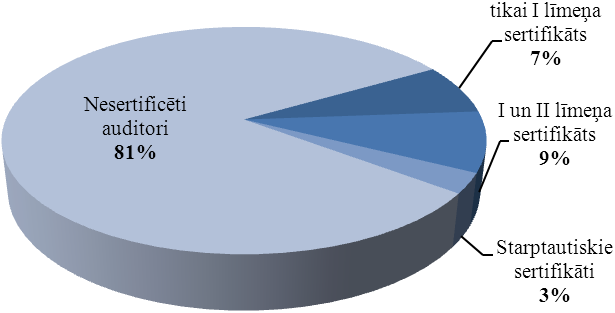 tikai I līmeņa
sertifikāts
7%
Nesertificēti
auditori
81%
I un II līmeņa
sertifikāts
9%
Starptautiskie
sertifikāti
3%